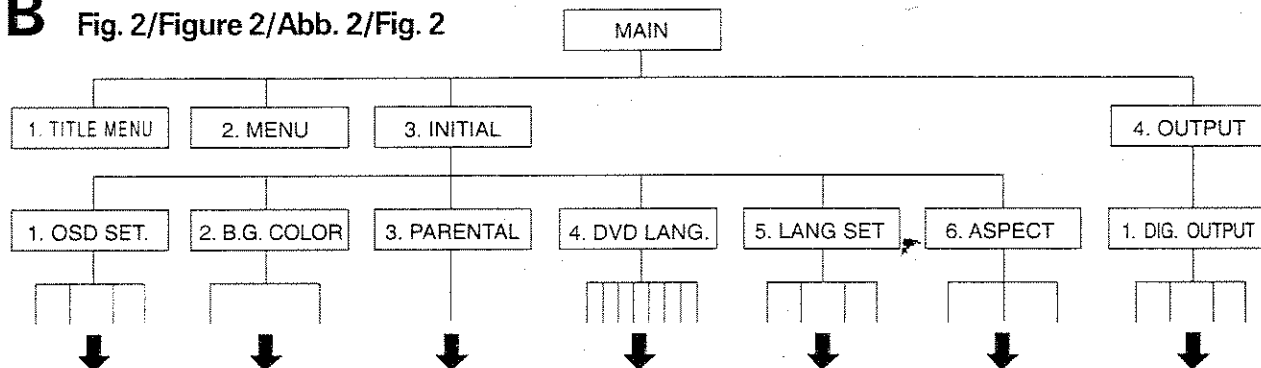 B Fig. 2/Figure 2/Abb. 2/Fig. 2
MAIN
1. TITLE MENU
2. MENU
3. INITIAL
4. OUTPUT
1. OSD SET.
2. B.G. COLOR
3. PARENTAL
4. DVD LANG.
5. LANG SET
6. ASPECT
1. DIG. OUTPUT